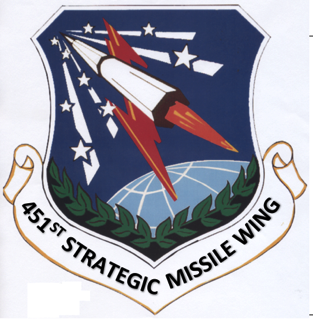 451ST STRATEGIC MISSILE WING